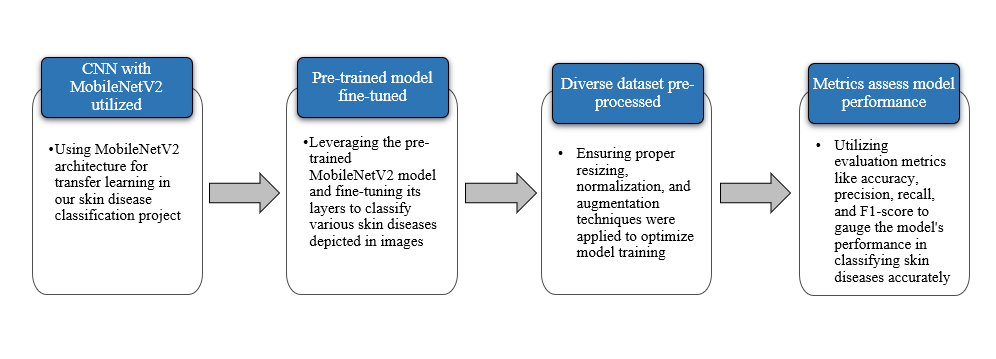 CNN with
MobileNetV2
utilized
•Using MobileNetV2
architecture for
transfer learning in
our skin disease
classification project
Pre-trained model
fine-tuned
•Leveraging the pre-
trained
MobileNetV2 model
and fine-tuning its
layers to classify
various skin diseases
depicted in images
Diverse dataset pre-
processed
• Ensuring proper
resizing,
normalization, and
augmentation
techniques were
applied to optimize
model training
Metrics assess model
performance
• Utilizing
evaluation metrics
like accuracy,
precision, recall,
and F1-score to
gauge the model's
performance in
classifying skin
diseases accurately